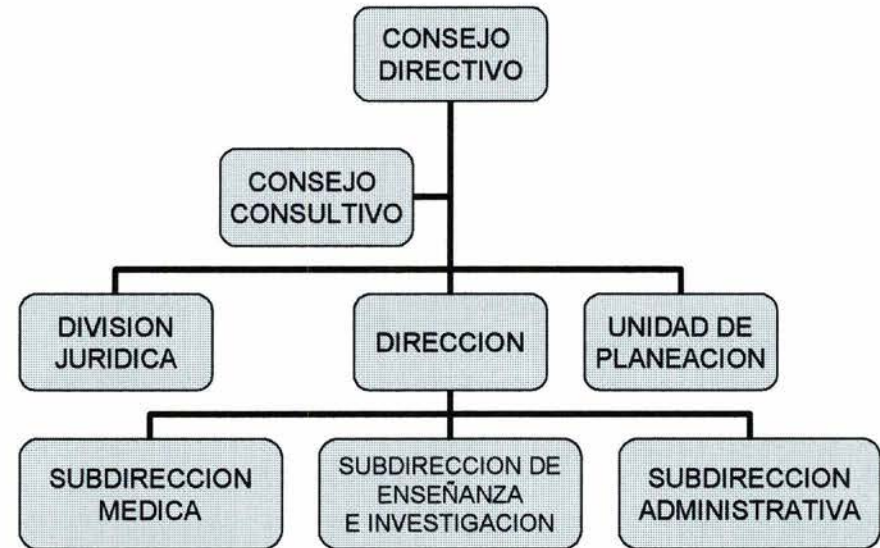 CONSEJO
DIRECTIVO
CONSEJO
CONSULTIVO
DIVISION
JURIDICA
DIRECCION
UNIDAD DE
PLANEACION
SUBDIRECCION
MEDICA
SUBDIRECCION DE
ENSEÑANZA
E INVESTIGACION
SUBDIRECCION
ADMINISTRATIVA